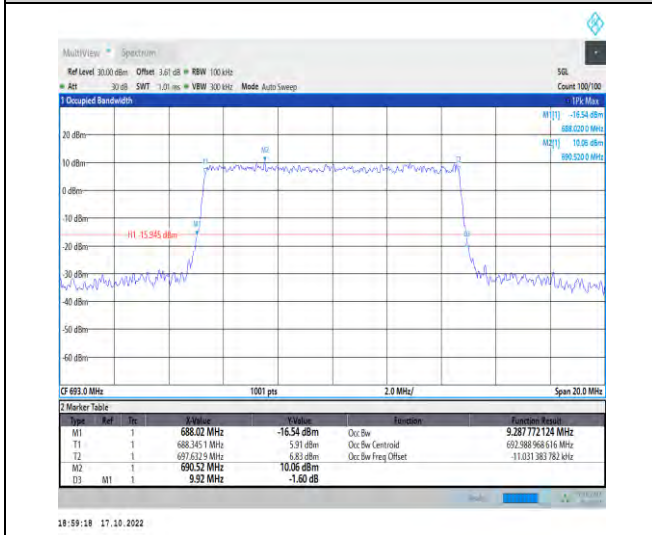 MultiView Spectrum
Ref Level 30.00 dBm Offset 3.61 dB RBW 100 kHz SGL
Att 30 dB SWT 1.01 ms VBW 300 kHz Mode Auto Sweep Count 100/100
1 Occupied Bandwidth 1Pk Max
M1[1] -16.54 dBm
688.020 0 MHz
M2[1] 10.06 dBm
690.520 0 MHz
20 dBm
M2
T1 T2
10 dBm
0 dBm
-10 dBm
M1
H1 -15.945 dBm
D3
-20 dBm
-30 dBm
-40 dBm
-50 dBm
-60 dBm
CF 693.0 MHz 1001 pts 2.0 MHz/ Span 20.0 MHz
2 Marker Table
Type Ref Trc X-Value Y-Value Function Function Result
M1 1 688.02 MHz -16.54 dBm Occ Bw 9.287 772 124 MHz
T1 1 688.345 1 MHz 5.91 dBm Occ Bw Centroid 692.988 968 616 MHz
T2 1 697.632 9 MHz 6.83 dBm Occ Bw Freq Offset -11.031 383 782 kHz
M2 1 690.52 MHz 10.06 dBm
D3 M1 1 9.92 MHz -1.60 dB
18:59:18 17.10.2022